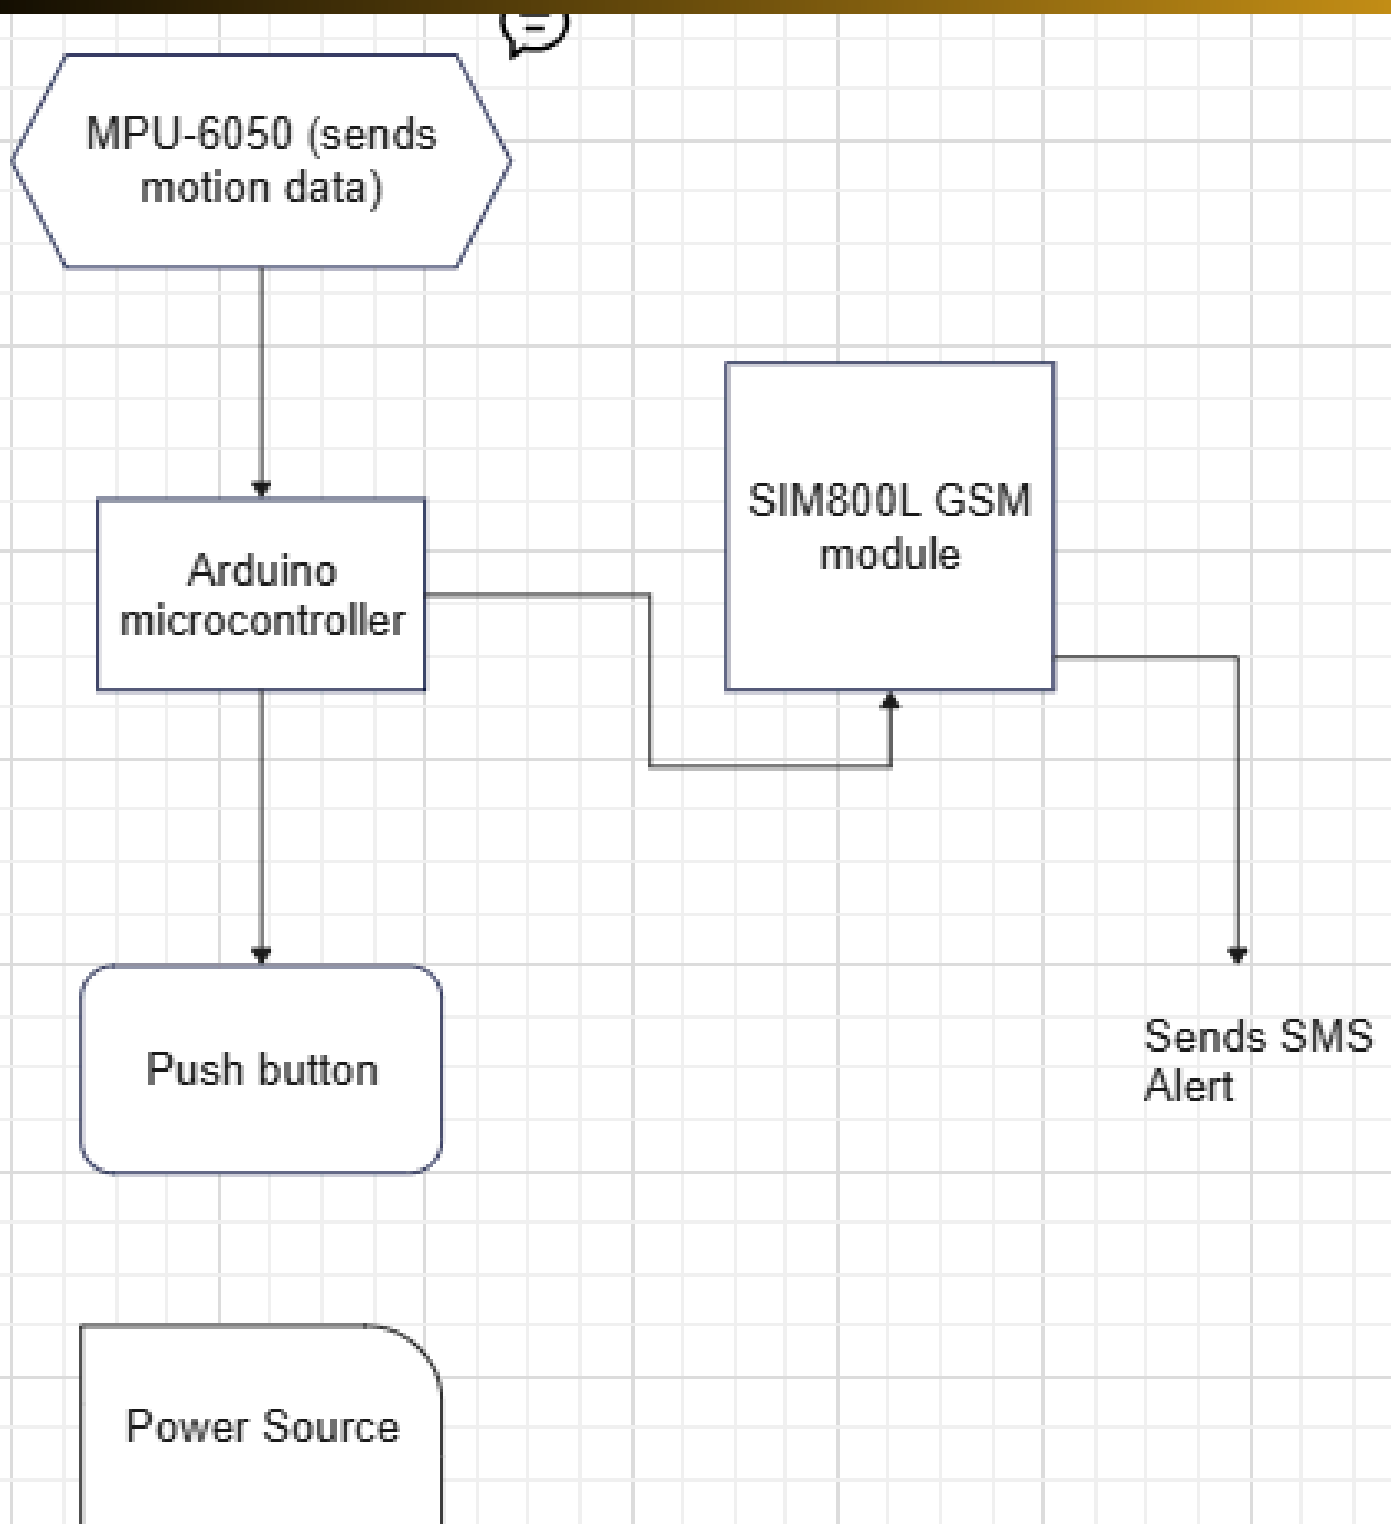 MPU-6050 (sends
motion data)
SIM800L GSM
module
Arduino
microcontroller
Sends SMS
Alert
Push button
Power Source